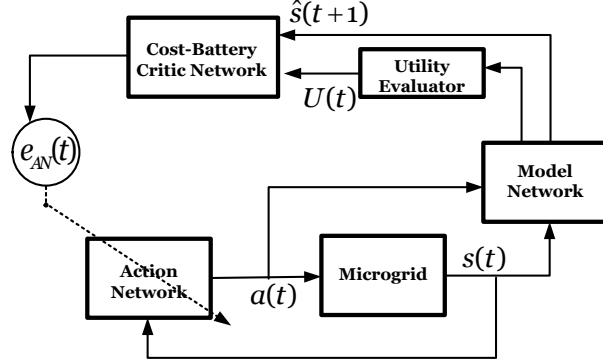 ŝ(t+1)
Cost-Battery
Critic Network
Utility
Evaluator
U(t)
e_AN(t)
Model
Network
Action
Network
a(t)
Microgrid
s(t)